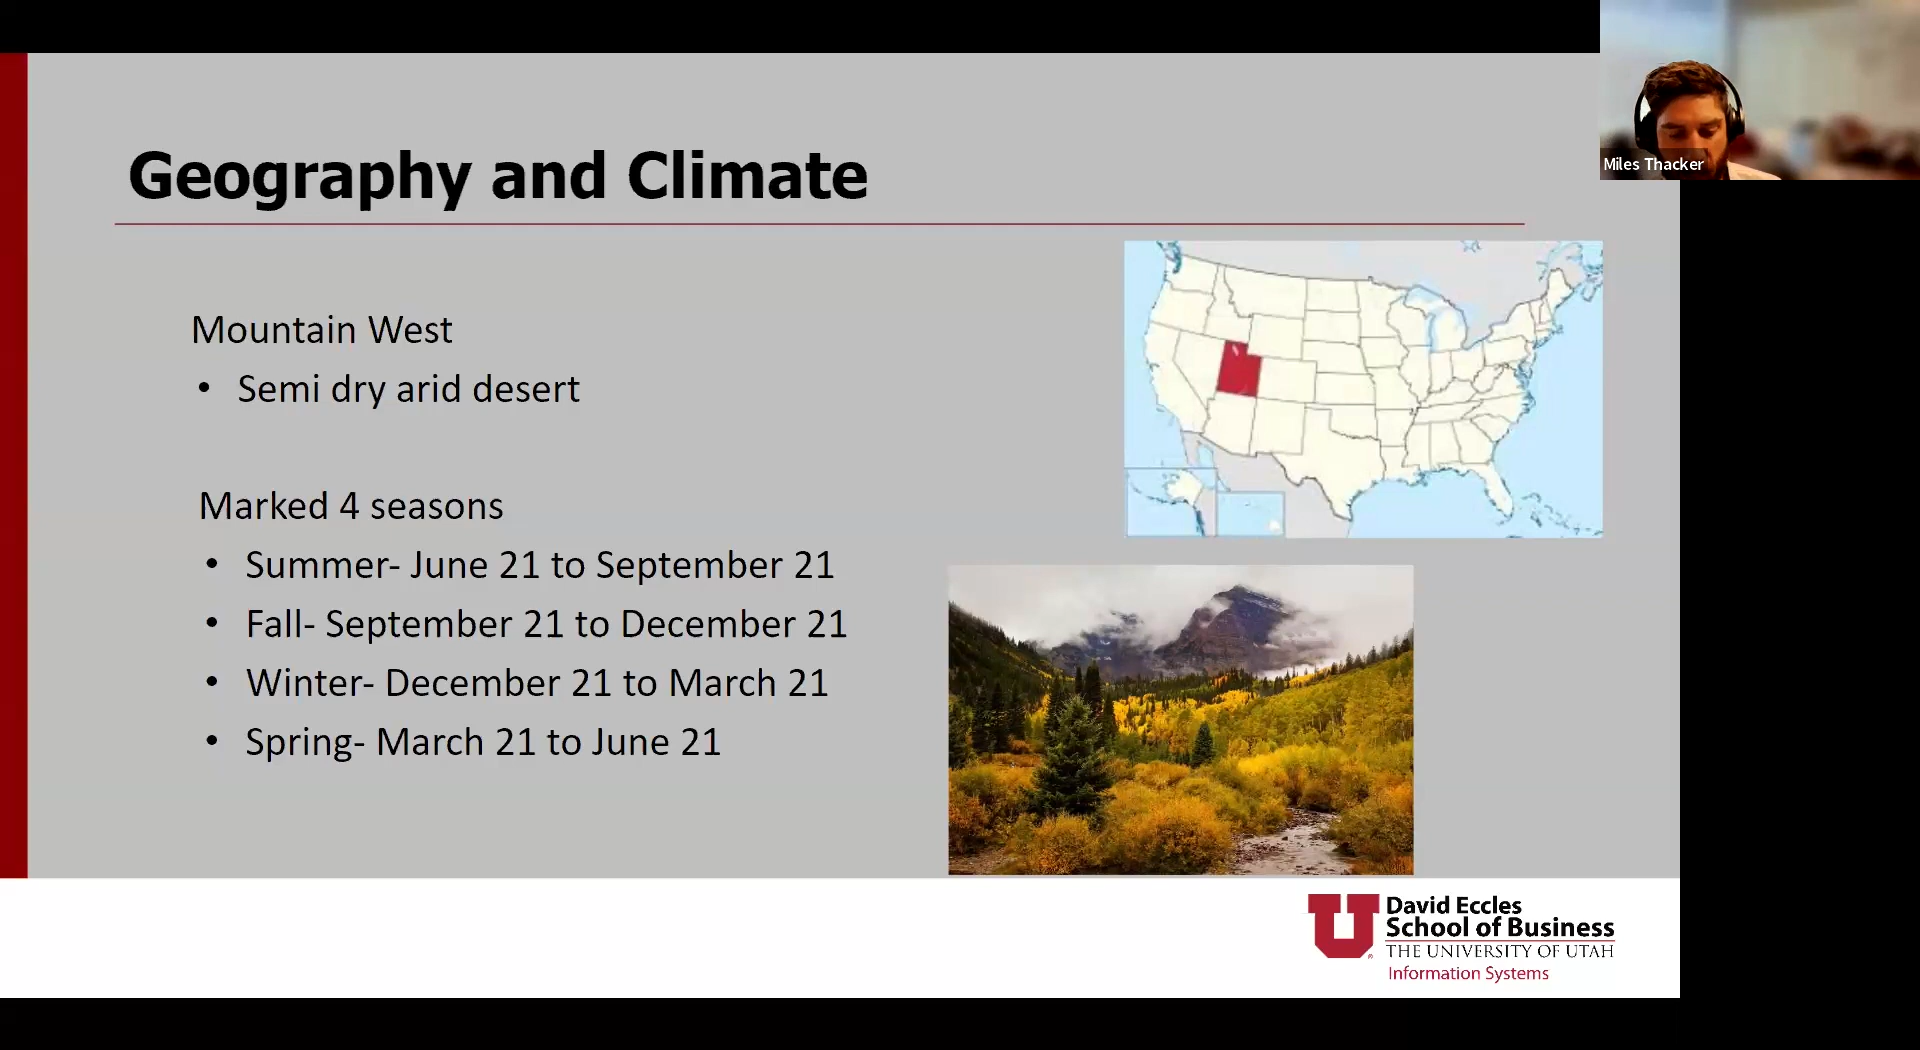 Miles Thacker
Geography and Climate
Mountain West
• Semi dry arid desert
Marked 4 seasons
• Summer- June 21 to September 21
• Fall- September 21 to December 21
• Winter- December 21 to March 21
• Spring- March 21 to June 21
U®
David Eccles
School of Business
THE UNIVERSITY OF UTAH
Information Systems